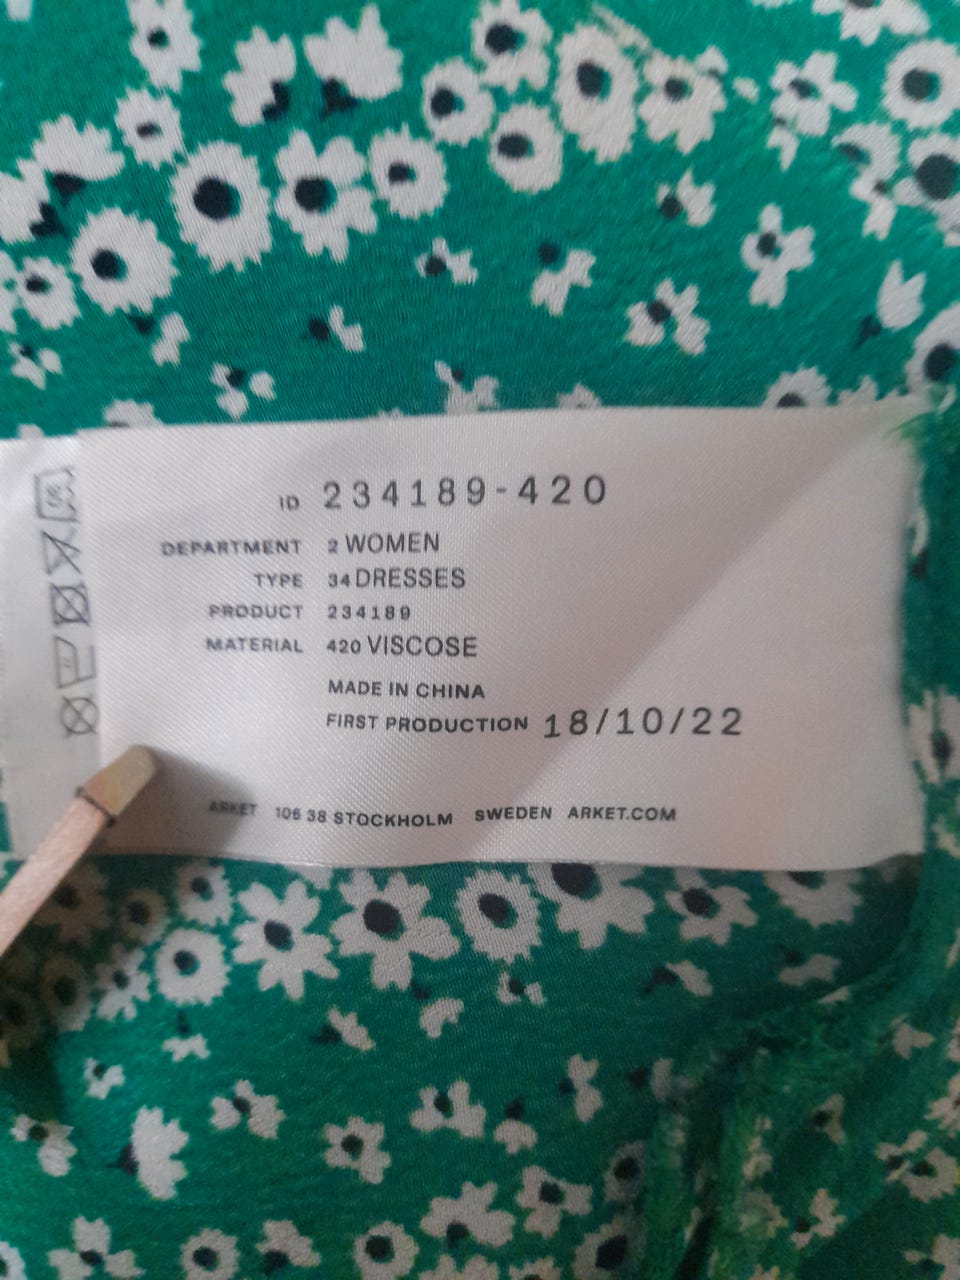 ID 234189-420
DEPARTMENT 2 WOMEN
TYPE 34 DRESSES
PRODUCT 234189
MATERIAL 420 VISCOSE
MADE IN CHINA
FIRST PRODUCTION 18/10/22
ARKET 106 38 STOCKHOLM SWEDEN ARKET.COM